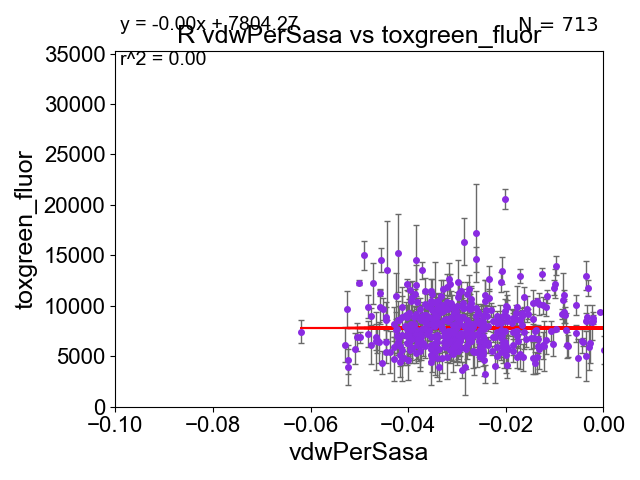 y = -0.00x + 7804.27
N = 713
R vdwPerSasa vs toxgreen_fluor
r^2 = 0.00
35000
30000
25000
20000
15000
10000
5000
0
toxgreen_fluor
−0.10 −0.08 −0.06 −0.04 −0.02 0.00
vdwPerSasa